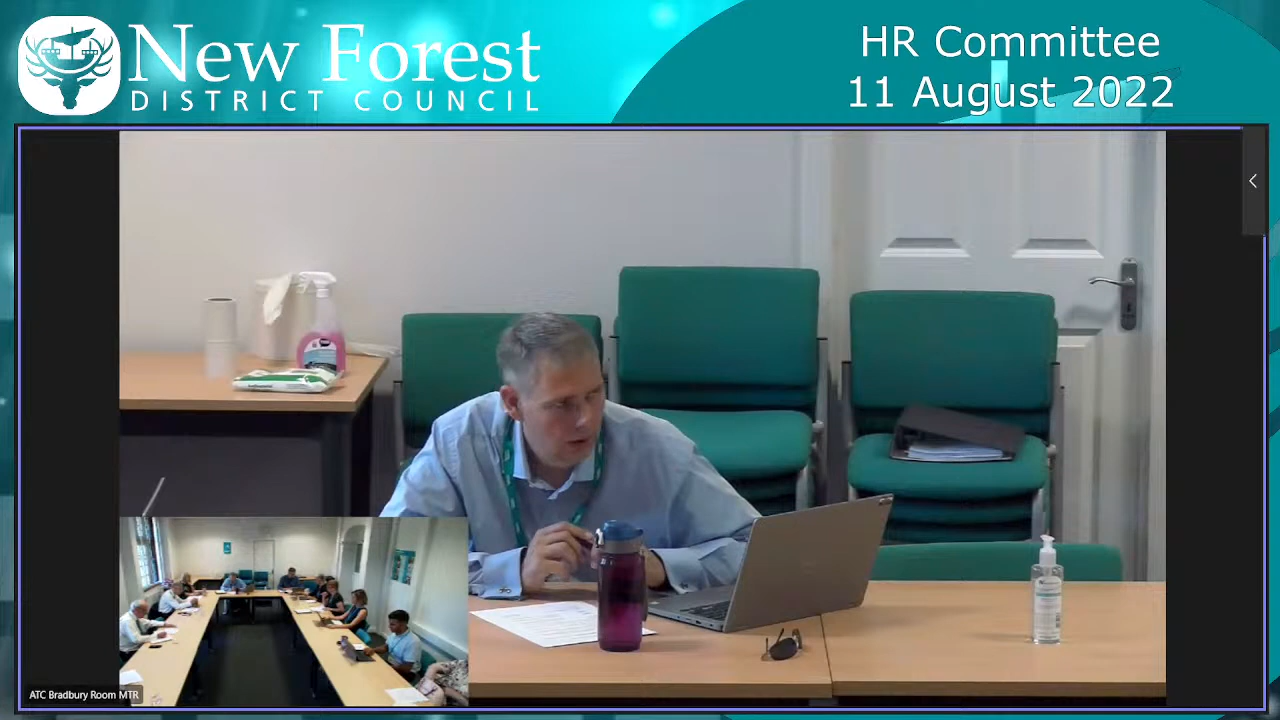 New Forest
DISTRICT COUNCIL
HR Committee
11 August 2022
ATC Bradbury Room MTR